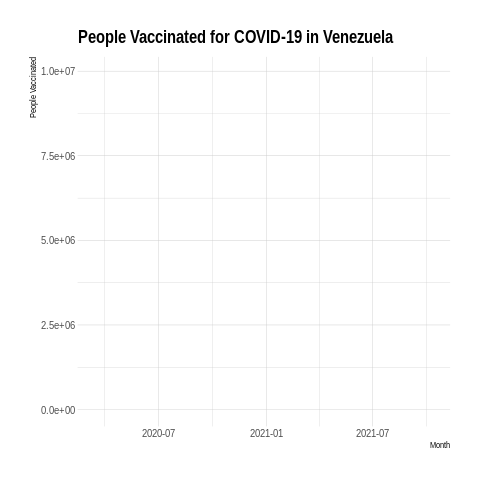 People Vaccinated for COVID-19 in Venezuela
People Vaccinated
1.0e+07
7.5e+06
5.0e+06
2.5e+06
0.0e+00
2020-07
2021-01
2021-07
Month